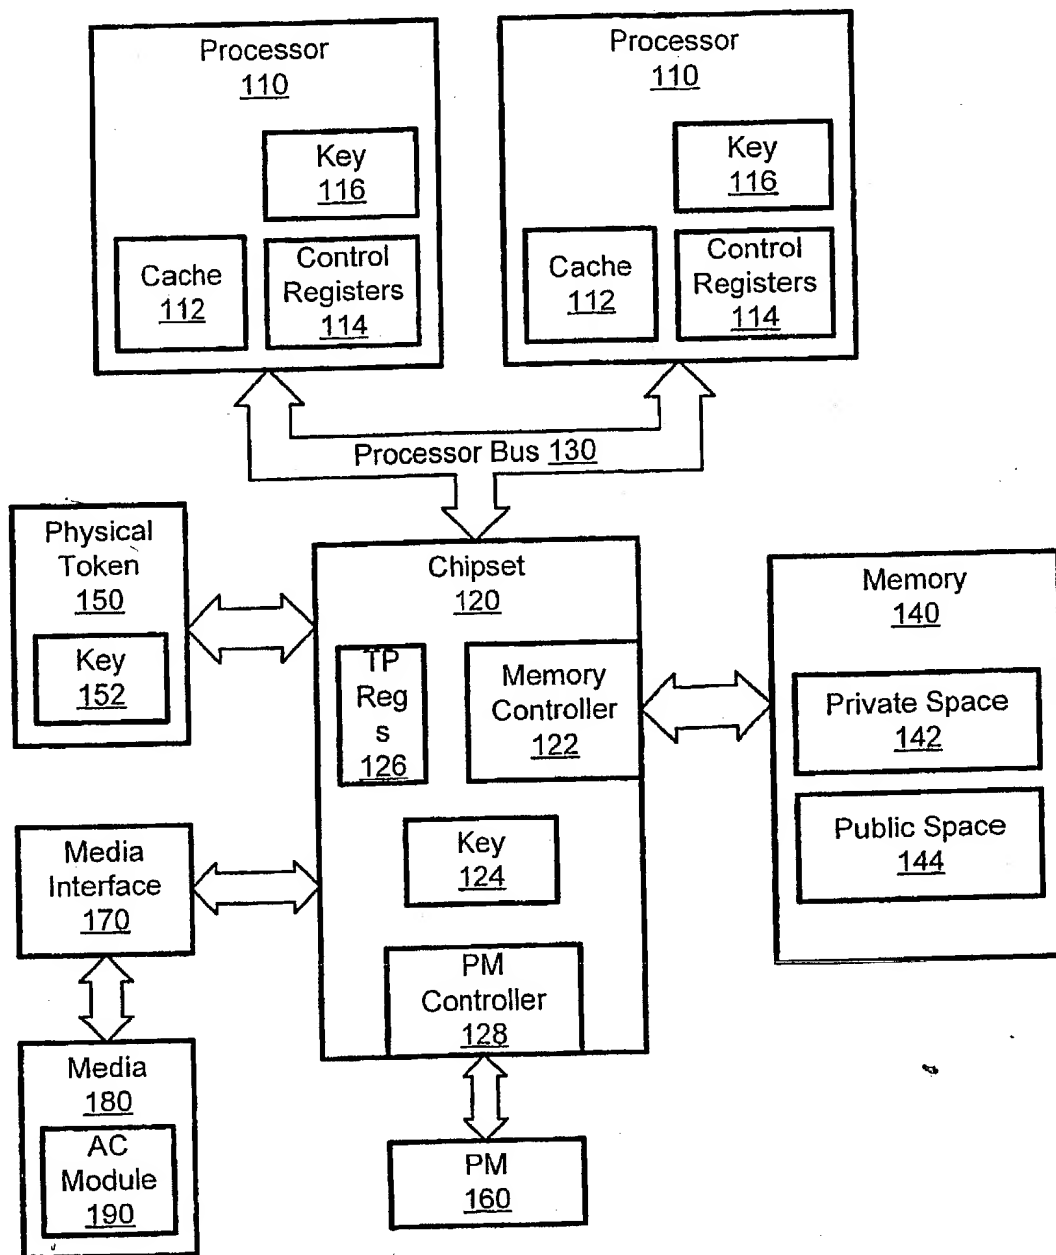 Processor
110
Key
116
Cache
112
Control
Registers
114
Processor
110
Key
116
Cache
112
Control
Registers
114
Processor Bus 130
Physical
Token
150
Key
152
Chipset
120
TP
Reg
s
126
Memory
Controller
122
Key
124
PM
Controller
128
Memory
140
Private Space
142
Public Space
144
Media
Interface
170
Media
180
AC
Module
190
PM
160